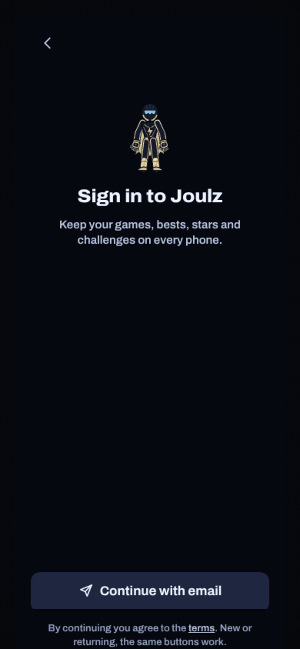 Sign in to Joulz
Keep your games, bests, stars and
challenges on every phone.
Continue with email
By continuing you agree to the terms. New or
returning, the same buttons work.